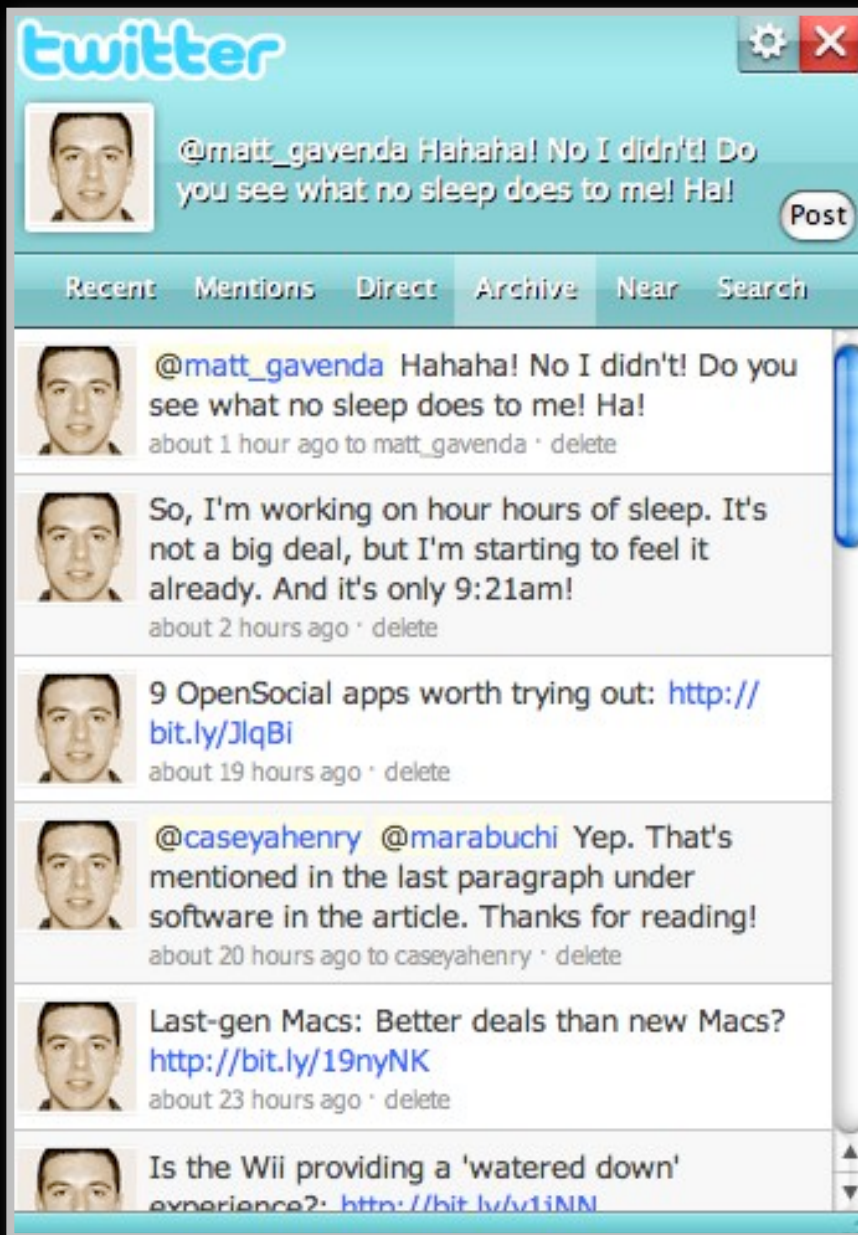 twitter
@matt_gavenda Hahaha! No I didn't! Do
you see what no sleep does to me! Ha!
Post
Recent Mentions Direct Archive Near Search
@matt_gavenda Hahaha! No I didn't! Do you
see what no sleep does to me! Ha!
about 1 hour ago to matt_gavenda · delete
So, I'm working on hour hours of sleep. It's
not a big deal, but I'm starting to feel it
already. And it's only 9:21am!
about 2 hours ago · delete
9 OpenSocial apps worth trying out: http://
bit.ly/JlqBi
about 19 hours ago · delete
@caseyahenry @marabuchi Yep. That's
mentioned in the last paragraph under
software in the article. Thanks for reading!
about 20 hours ago to caseyahenry · delete
Last-gen Macs: Better deals than new Macs?
http://bit.ly/19nyNK
about 23 hours ago · delete
Is the Wii providing a 'watered down'
experience?: